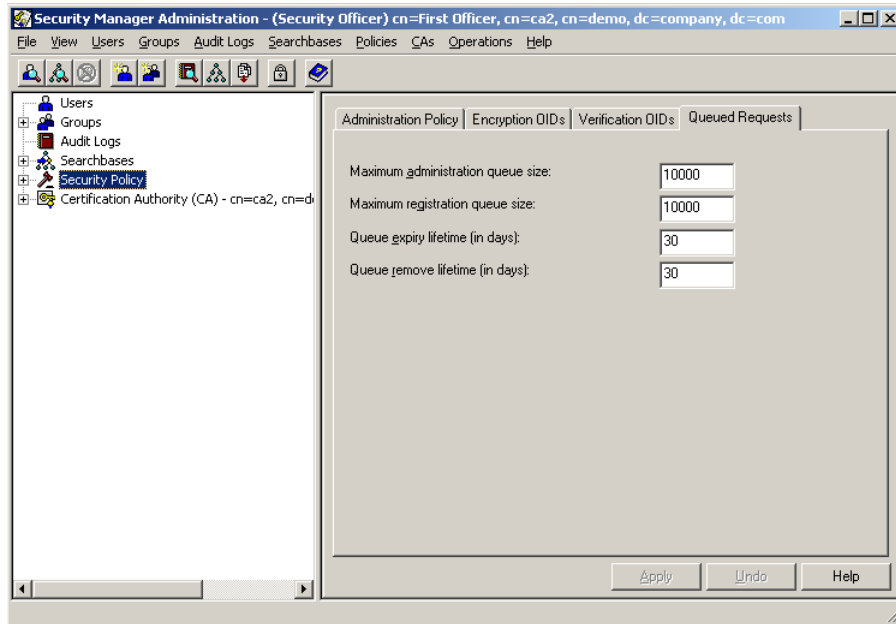 Security Manager Administration - (Security Officer) cn=First Officer, cn=ca2, cn=demo, dc=company, dc=com
File View Users Groups Audit Logs Searchbases Policies CAs Operations Help
Users
Groups
Audit Logs
Searchbases
Security Policy
Certification Authority (CA) - cn=ca2, cn=d
Administration Policy Encryption OIDs Verification OIDs Queued Requests
Maximum administration queue size: 10000
Maximum registration queue size: 10000
Queue expiry lifetime (in days): 30
Queue remove lifetime (in days): 30
Apply Undo Help